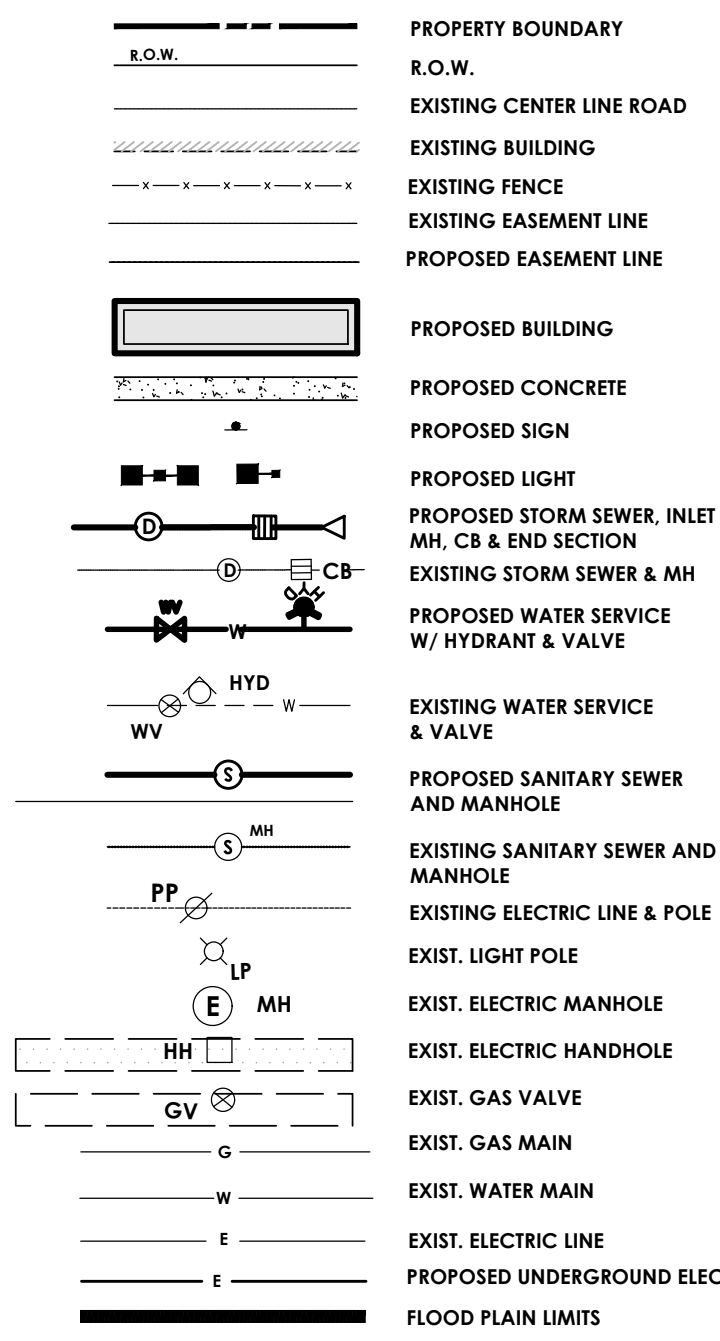 PROPERTY BOUNDARY
R.O.W.
R.O.W.
EXISTING CENTER LINE ROAD
EXISTING BUILDING
x x x x x x
EXISTING FENCE
EXISTING EASEMENT LINE
PROPOSED EASEMENT LINE
PROPOSED BUILDING
PROPOSED CONCRETE
PROPOSED SIGN
PROPOSED LIGHT
D
PROPOSED STORM SEWER, INLET
MH, CB & END SECTION
D CB
EXISTING STORM SEWER & MH
WV HYD
W
PROPOSED WATER SERVICE
W/ HYDRANT & VALVE
HYD
W
WV
EXISTING WATER SERVICE
& VALVE
S
PROPOSED SANITARY SEWER
AND MANHOLE
S MH
EXISTING SANITARY SEWER AND
MANHOLE
PP
EXISTING ELECTRIC LINE & POLE
LP
EXIST. LIGHT POLE
E MH
EXIST. ELECTRIC MANHOLE
HH
EXIST. ELECTRIC HANDHOLE
GV
EXIST. GAS VALVE
G
EXIST. GAS MAIN
W
EXIST. WATER MAIN
E
EXIST. ELECTRIC LINE
E
PROPOSED UNDERGROUND ELEC
FLOOD PLAIN LIMITS